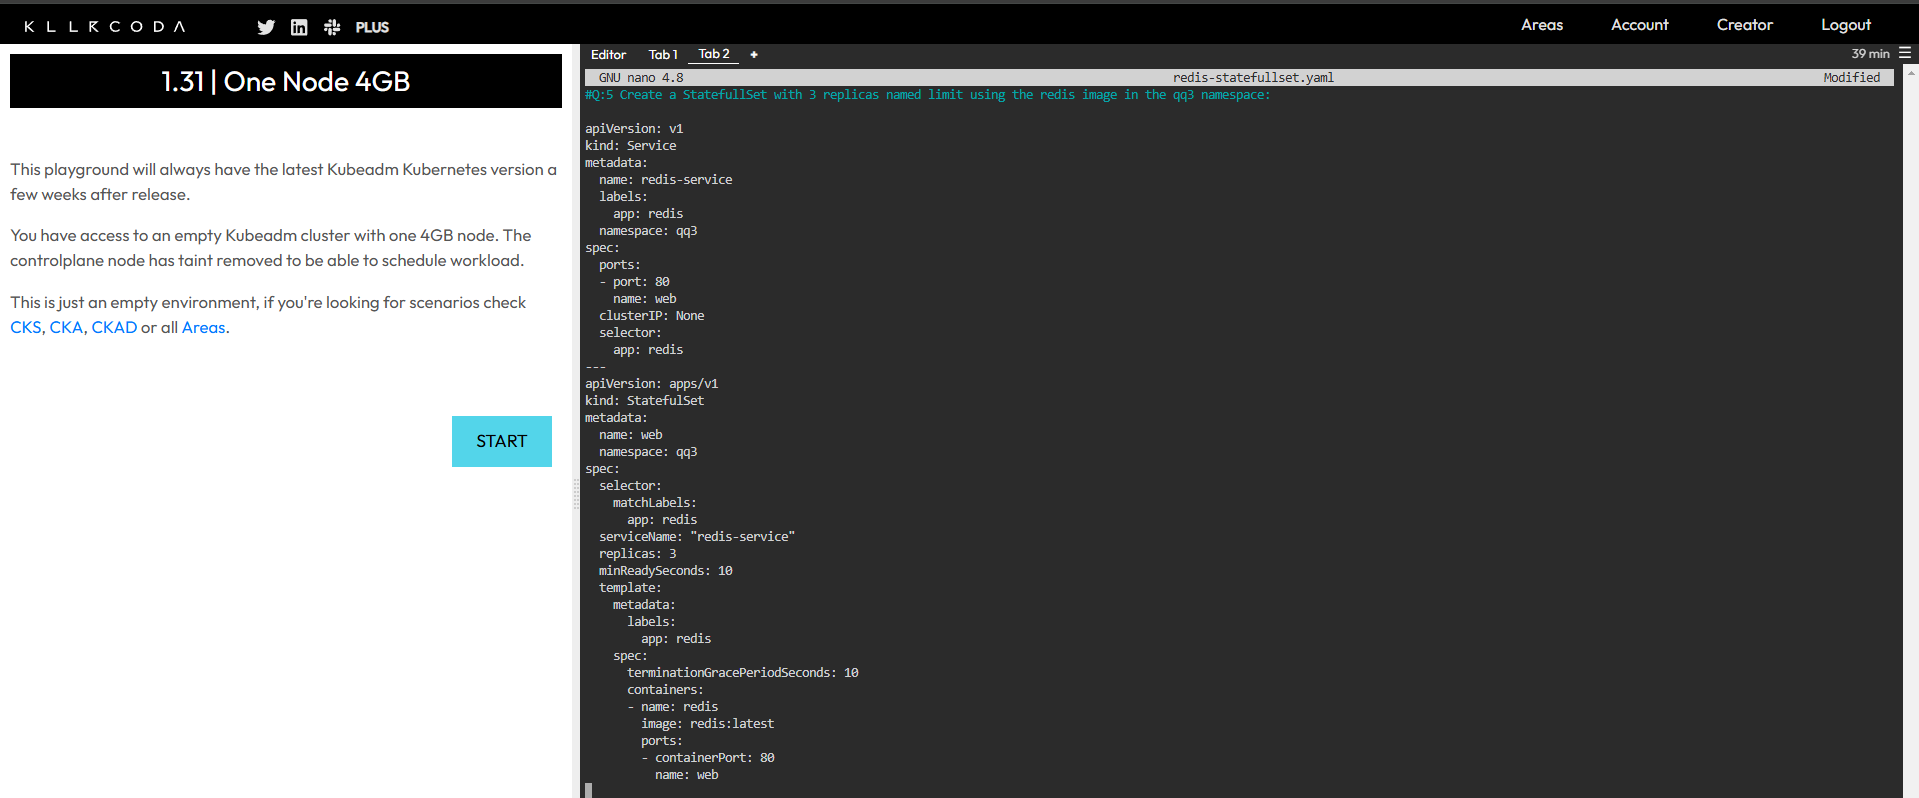 KLLRCODA
PLUS
Areas
Account
Creator
Logout
1.31 | One Node 4GB
This playground will always have the latest Kubeadm Kubernetes version a
few weeks after release.
You have access to an empty Kubeadm cluster with one 4GB node. The
controlplane node has taint removed to be able to schedule workload.
This is just an empty environment, if you're looking for scenarios check
CKS, CKA, CKAD or all Areas.
START
Editor
Tab 1
Tab 2
+
39 min
GNU nano 4.8
redis-statefullset.yaml
Modified
#Q:5 Create a StatefullSet with 3 replicas named limit using the redis image in the qq3 namespace:
apiVersion: v1
kind: Service
metadata:
  name: redis-service
  labels:
    app: redis
  namespace: qq3
spec:
  ports:
  - port: 80
    name: web
  clusterIP: None
  selector:
    app: redis
---
apiVersion: apps/v1
kind: StatefulSet
metadata:
  name: web
  namespace: qq3
spec:
  selector:
    matchLabels:
      app: redis
  serviceName: "redis-service"
  replicas: 3
  minReadySeconds: 10
  template:
    metadata:
      labels:
        app: redis
    spec:
      terminationGracePeriodSeconds: 10
      containers:
      - name: redis
        image: redis:latest
        ports:
        - containerPort: 80
          name: web